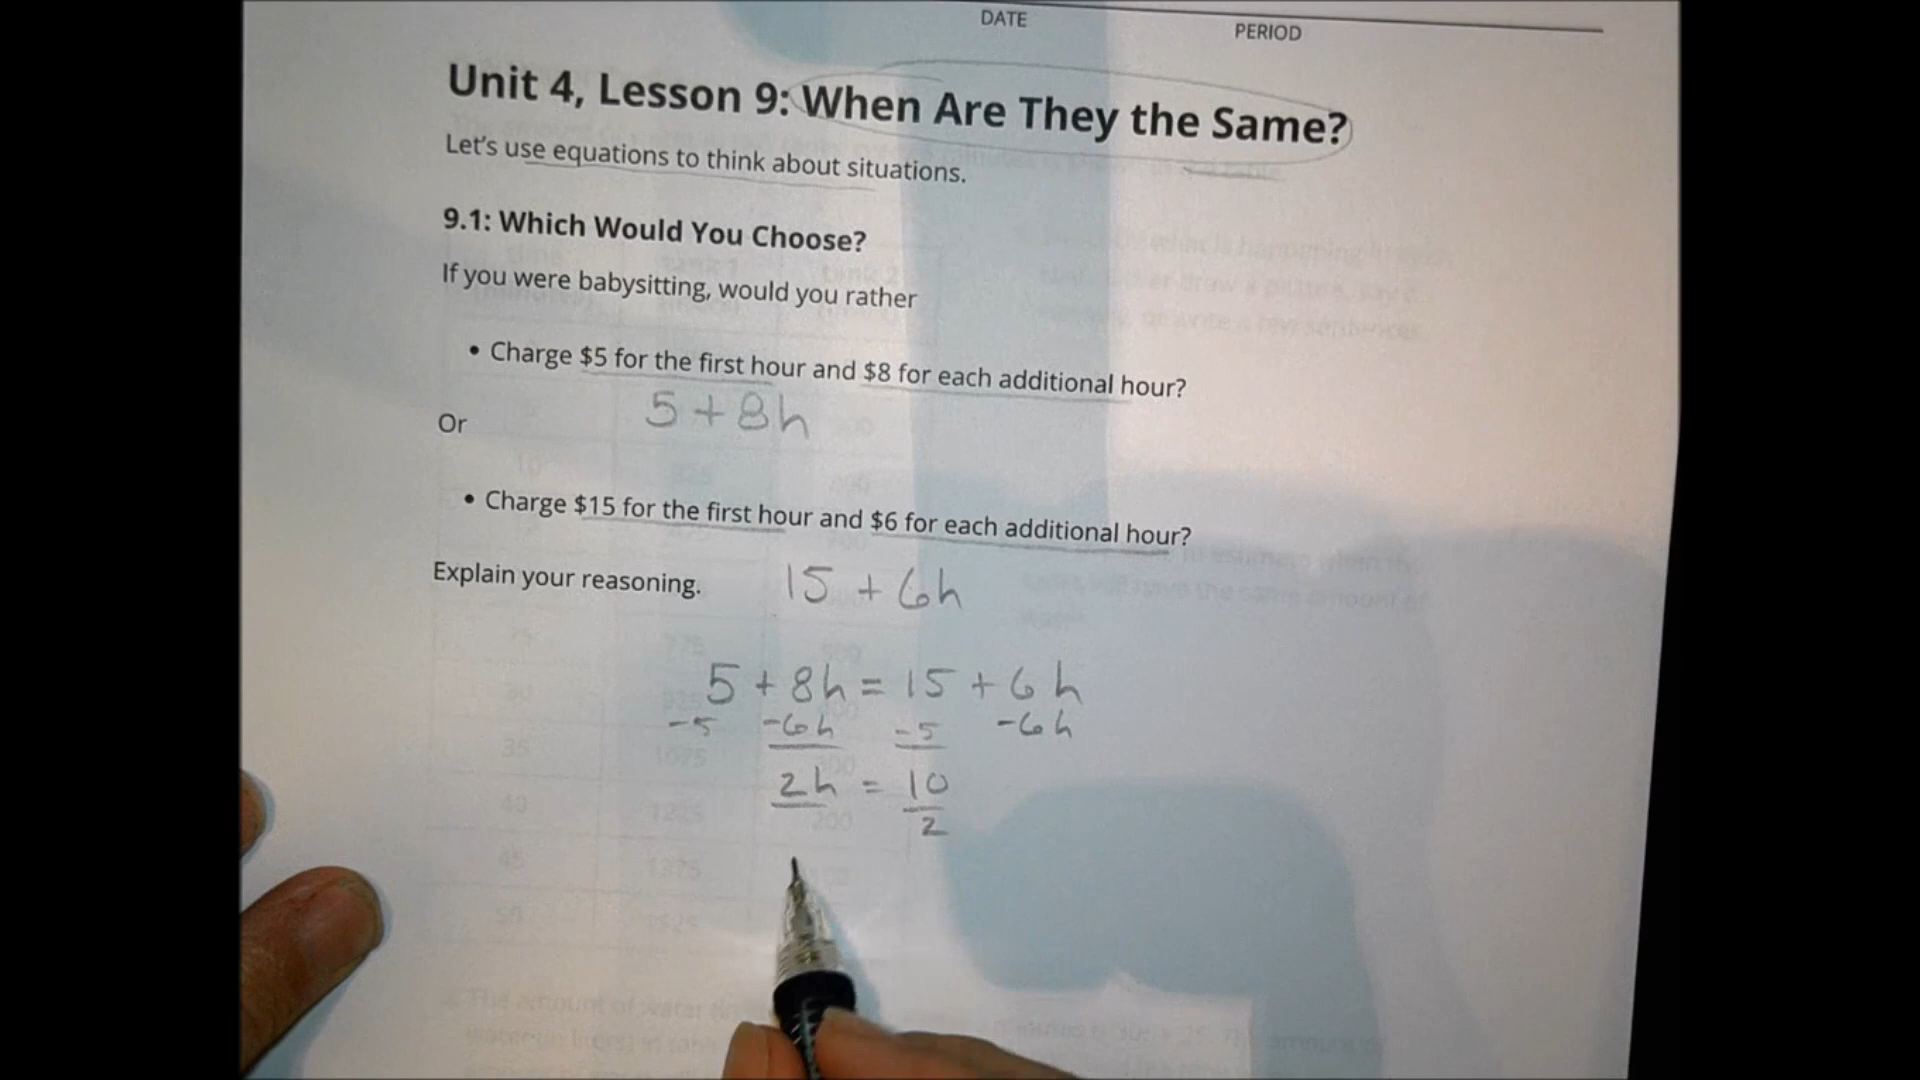 DATE
PERIOD
Unit 4, Lesson 9: When Are They the Same?
Let's use equations to think about situations.
9.1: Which Would You Choose?
If you were babysitting, would you rather
• Charge $5 for the first hour and $8 for each additional hour?
5 + 8h
Or
• Charge $15 for the first hour and $6 for each additional hour?
Explain your reasoning.
15 + 6h
5 + 8h = 15 + 6h
-5 -6h -5 -6h
2h = 10
2